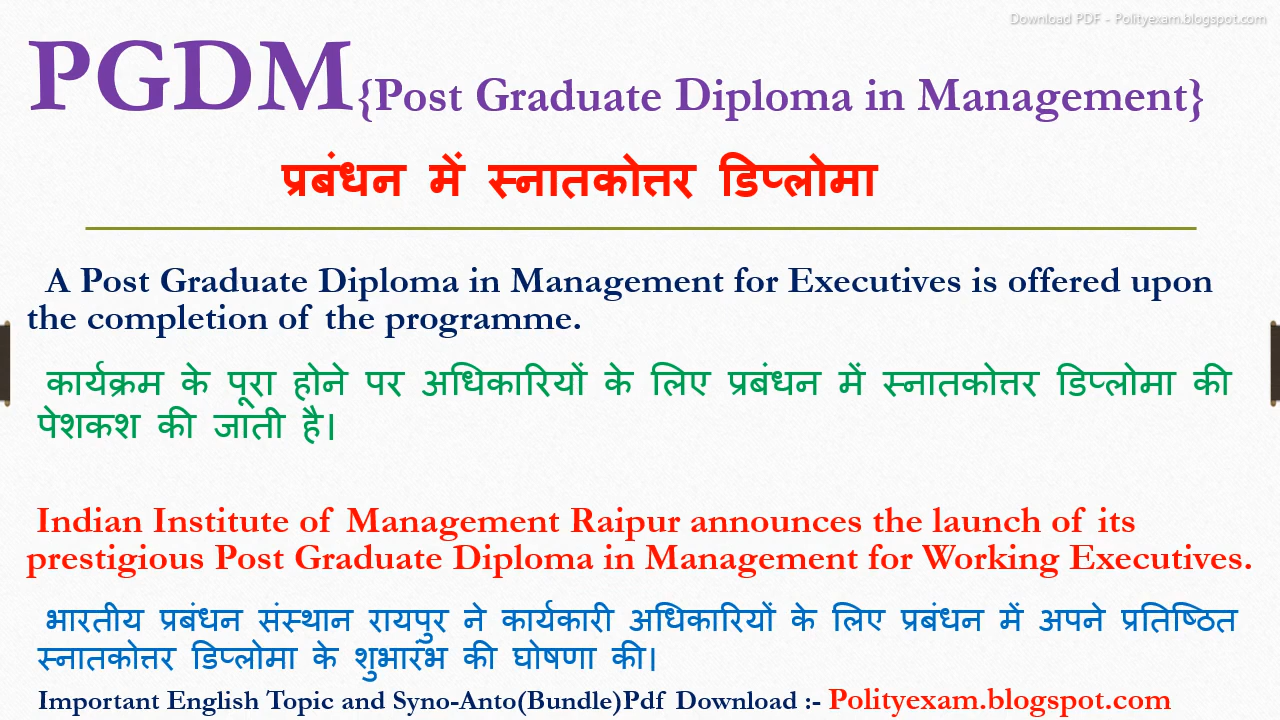 Download PDF - Polityexam.blogspot.com
PGDM{Post Graduate Diploma in Management}
प्रबंधन में स्नातकोत्तर डिप्लोमा
A Post Graduate Diploma in Management for Executives is offered upon
the completion of the programme.
कार्यक्रम के पूरा होने पर अधिकारियों के लिए प्रबंधन में स्नातकोत्तर डिप्लोमा की
पेशकश की जाती है।
Indian Institute of Management Raipur announces the launch of its
prestigious Post Graduate Diploma in Management for Working Executives.
भारतीय प्रबंधन संस्थान रायपुर ने कार्यकारी अधिकारियों के लिए प्रबंधन में अपने प्रतिष्ठित
स्नातकोत्तर डिप्लोमा के शुभारंभ की घोषणा की।
Important English Topic and Syno-Anto(Bundle)Pdf Download :- Polityexam.blogspot.com